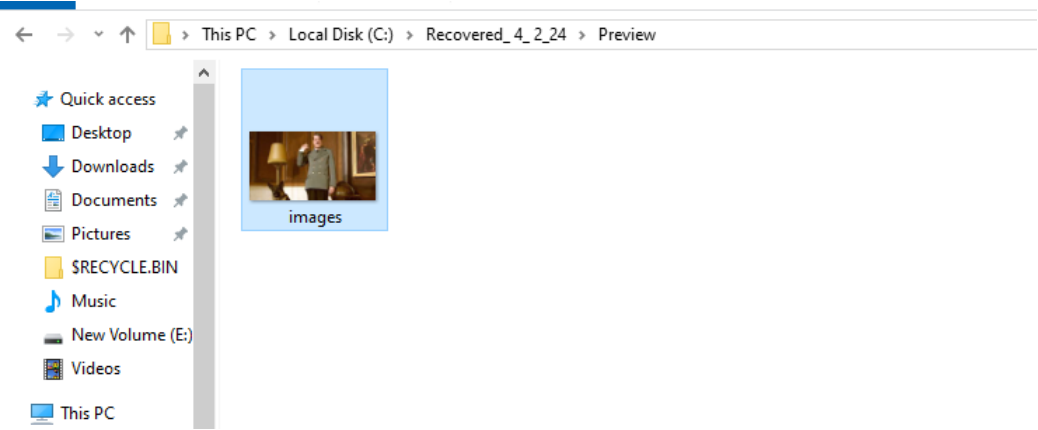 This PC > Local Disk (C:) > Recovered_ 4_ 2_24 > Preview
Quick access
Desktop
Downloads
Documents
Pictures
$RECYCLE.BIN
Music
New Volume (E:)
Videos
This PC
images